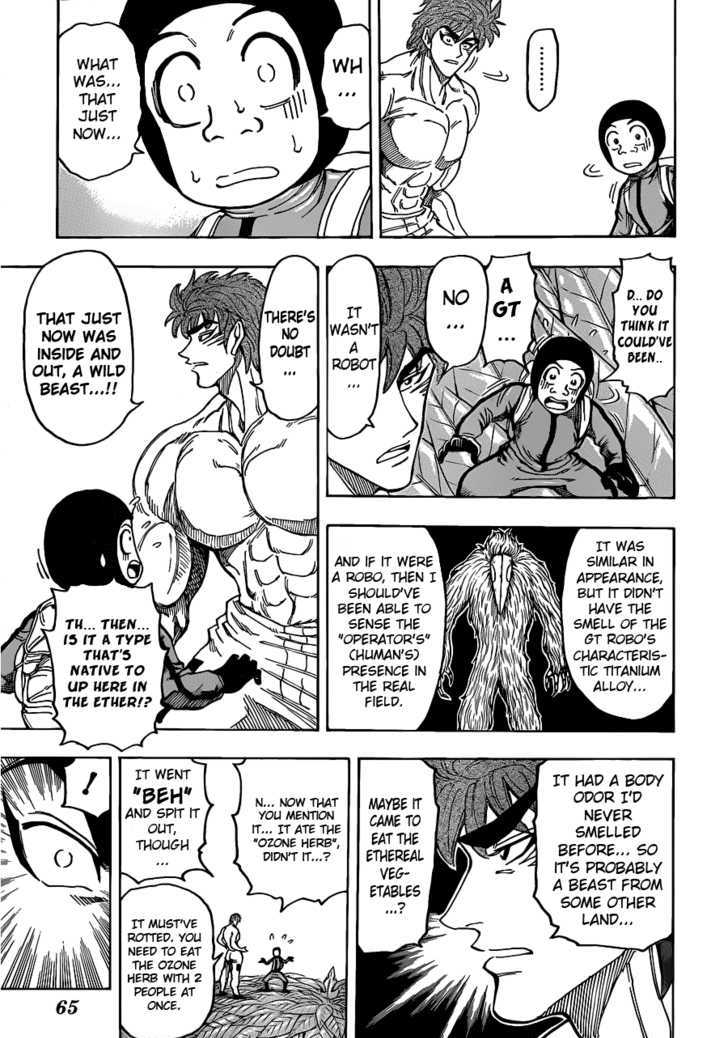 .........
WH
...
WHAT
WAS...
THAT
JUST
NOW...
D... DO
YOU
THINK IT
COULD'VE
BEEN..
A
GT
...
NO
...
IT
WASN'T
A
ROBOT
...
THERE'S
NO
DOUBT
...
THAT JUST
NOW WAS
INSIDE AND
OUT, A WILD
BEAST...!!
TH... THEN...
IS IT A TYPE
THAT'S
NATIVE TO
UP HERE IN
THE ETHER!?
IT WAS
SIMILAR IN
APPEARANCE,
BUT IT DIDN'T
HAVE THE
SMELL OF THE
GT ROBO'S
CHARACTERIS-
TIC TITANIUM
ALLOY...
AND IF IT WERE
A ROBO, THEN I
SHOULD'VE
BEEN ABLE TO
SENSE THE
"OPERATOR'S"
(HUMAN'S)
PRESENCE IN
THE REAL
FIELD.
IT HAD A BODY
ODOR I'D
NEVER
SMELLED
BEFORE... SO
IT'S PROBABLY
A BEAST FROM
SOME OTHER
LAND...
MAYBE IT
CAME TO
EAT THE
ETHEREAL
VEG-
ETABLES
...?
N... NOW THAT
YOU MENTION
IT... IT ATE THE
"OZONE HERB",
DIDN'T IT...?
IT WENT
"BEH"
AND SPIT IT
OUT,
THOUGH
...
IT MUST'VE
ROTTED. YOU
NEED TO EAT
THE OZONE
HERB WITH 2
PEOPLE AT
ONCE.
!
65